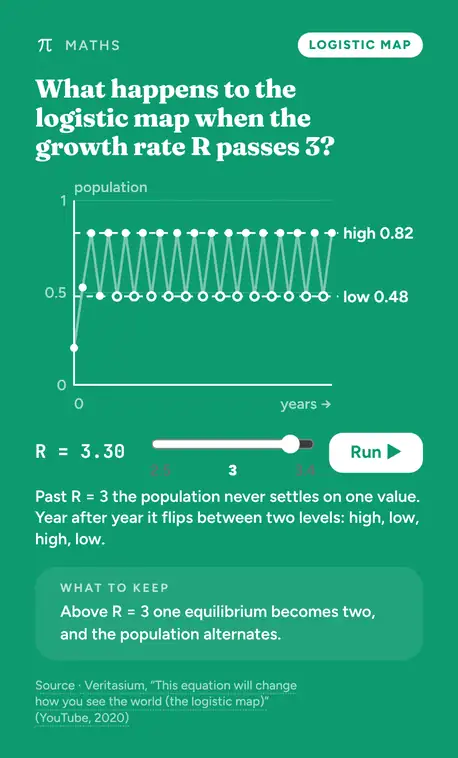 π MATHS
LOGISTIC MAP
What happens to the
logistic map when the
growth rate R passes 3?
population
1
high 0.82
0.5
low 0.48
0
0
years →
R = 3.30
3
Run ▶
Past R = 3 the population never settles on one value.
Year after year it flips between two levels: high, low,
high, low.
WHAT TO KEEP
Above R = 3 one equilibrium becomes two,
and the population alternates.
Source · Veritasium, “This equation will change
how you see the world (the logistic map)”
(YouTube, 2020)